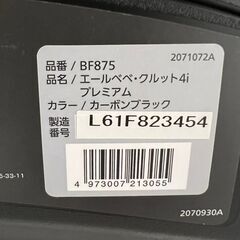 2071072A
品番 / BF875
品名 / エールベベ・クルット4i
プレミアム
カラー / カーボンブラック
製造
番号
L61F823454
5-33-11
4 973007 213055
2070930A